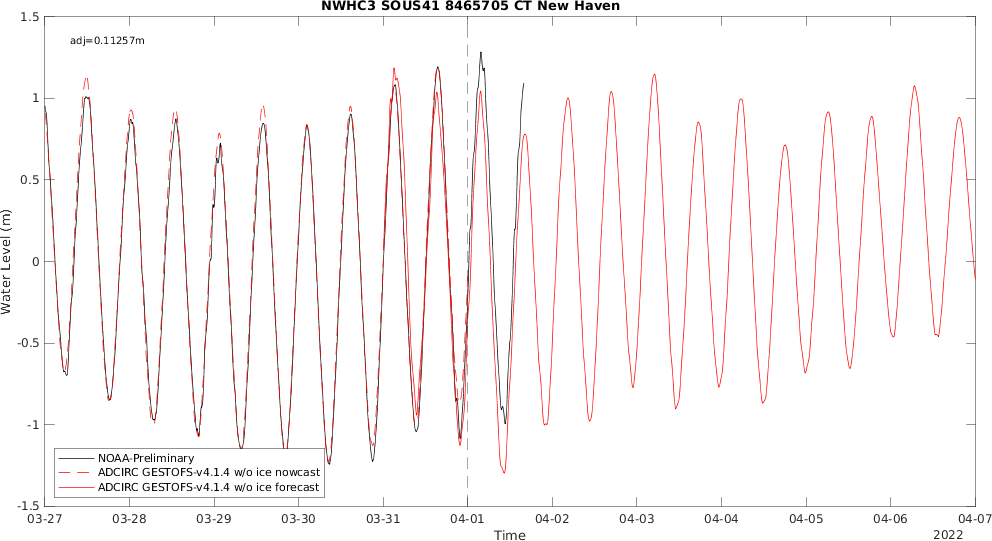 NWHC3 SOUS41 8465705 CT New Haven
adj=0.11257m
1.5
1
0.5
0
-0.5
-1
-1.5
Water Level (m)
NOAA-Preliminary
ADCIRC GESTOFS-v4.1.4 w/o ice nowcast
ADCIRC GESTOFS-v4.1.4 w/o ice forecast
03-27 03-28 03-29 03-30 03-31 04-01 04-02 04-03 04-04 04-05 04-06 04-07
Time
2022